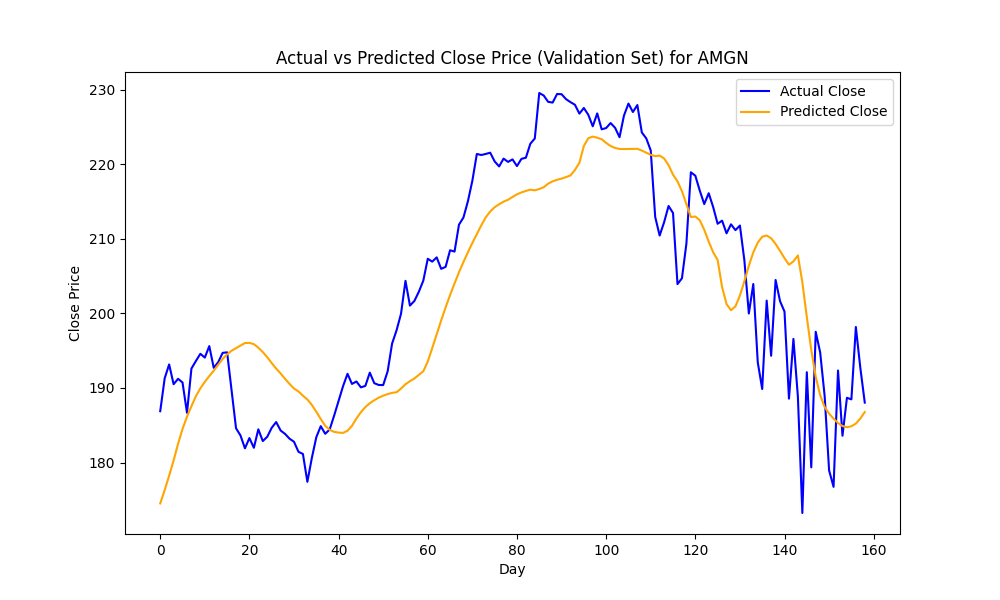 Actual vs Predicted Close Price (Validation Set) for AMGN
Actual Close
Predicted Close
Close Price
230
220
210
200
190
180
0 20 40 60 80 100 120 140 160
Day